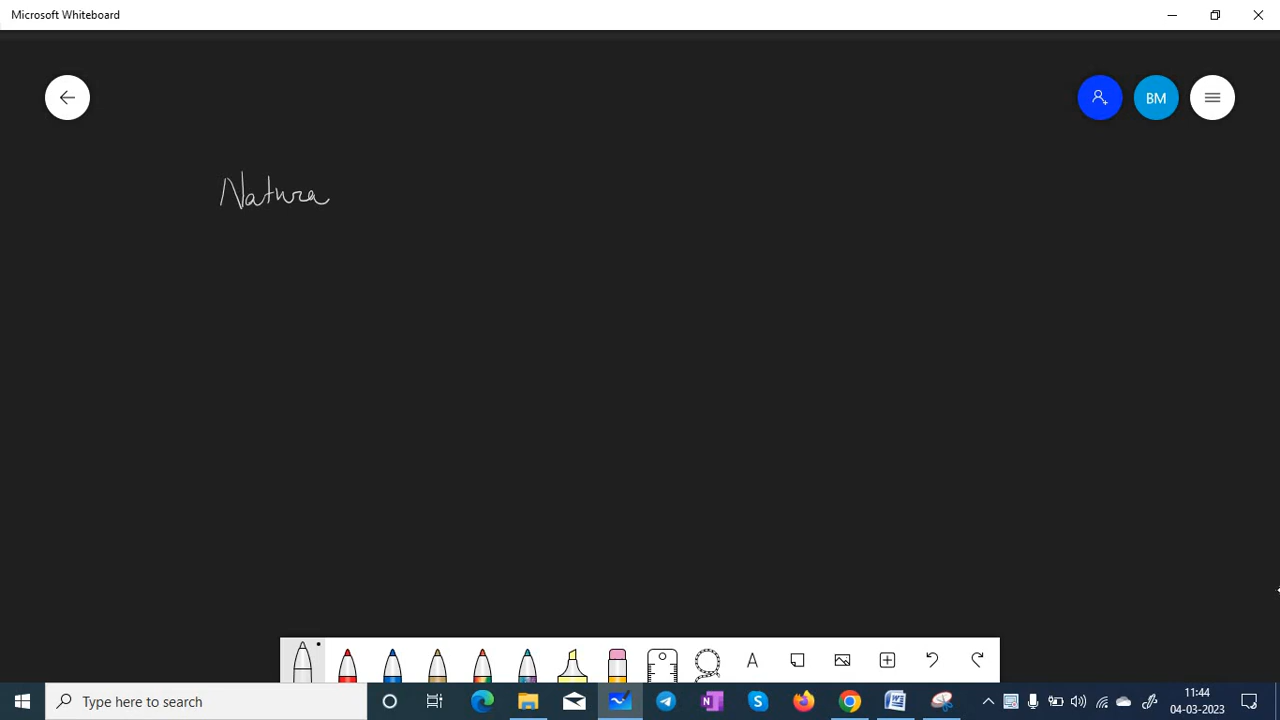 Microsoft Whiteboard
BM
Natura
A
Type here to search
11:44
04-03-2023